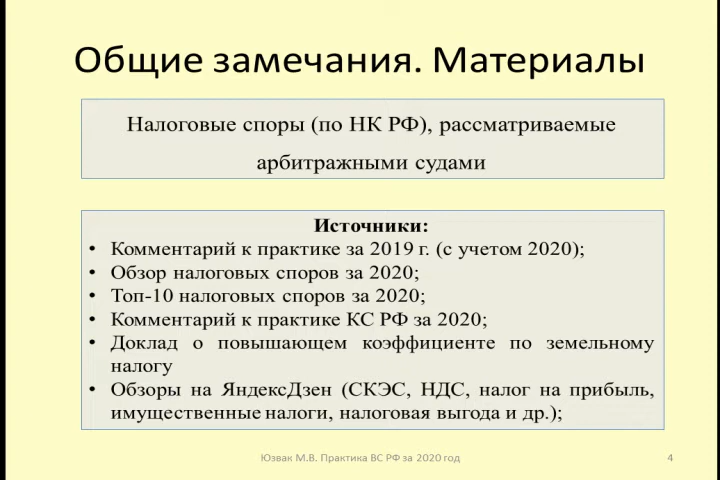 Общие замечания. Материалы
Налоговые споры (по НК РФ), рассматриваемые
арбитражными судами
Источники:
• Комментарий к практике за 2019 г. (с учетом 2020);
• Обзор налоговых споров за 2020;
• Топ-10 налоговых споров за 2020;
• Комментарий к практике КС РФ за 2020;
• Доклад о повышающем коэффициенте по земельному
налогу
• Обзоры на ЯндексДзен (СКЭС, НДС, налог на прибыль,
имущественные налоги, налоговая выгода и др.);
Юзвак М.В. Практика ВС РФ за 2020 год
4